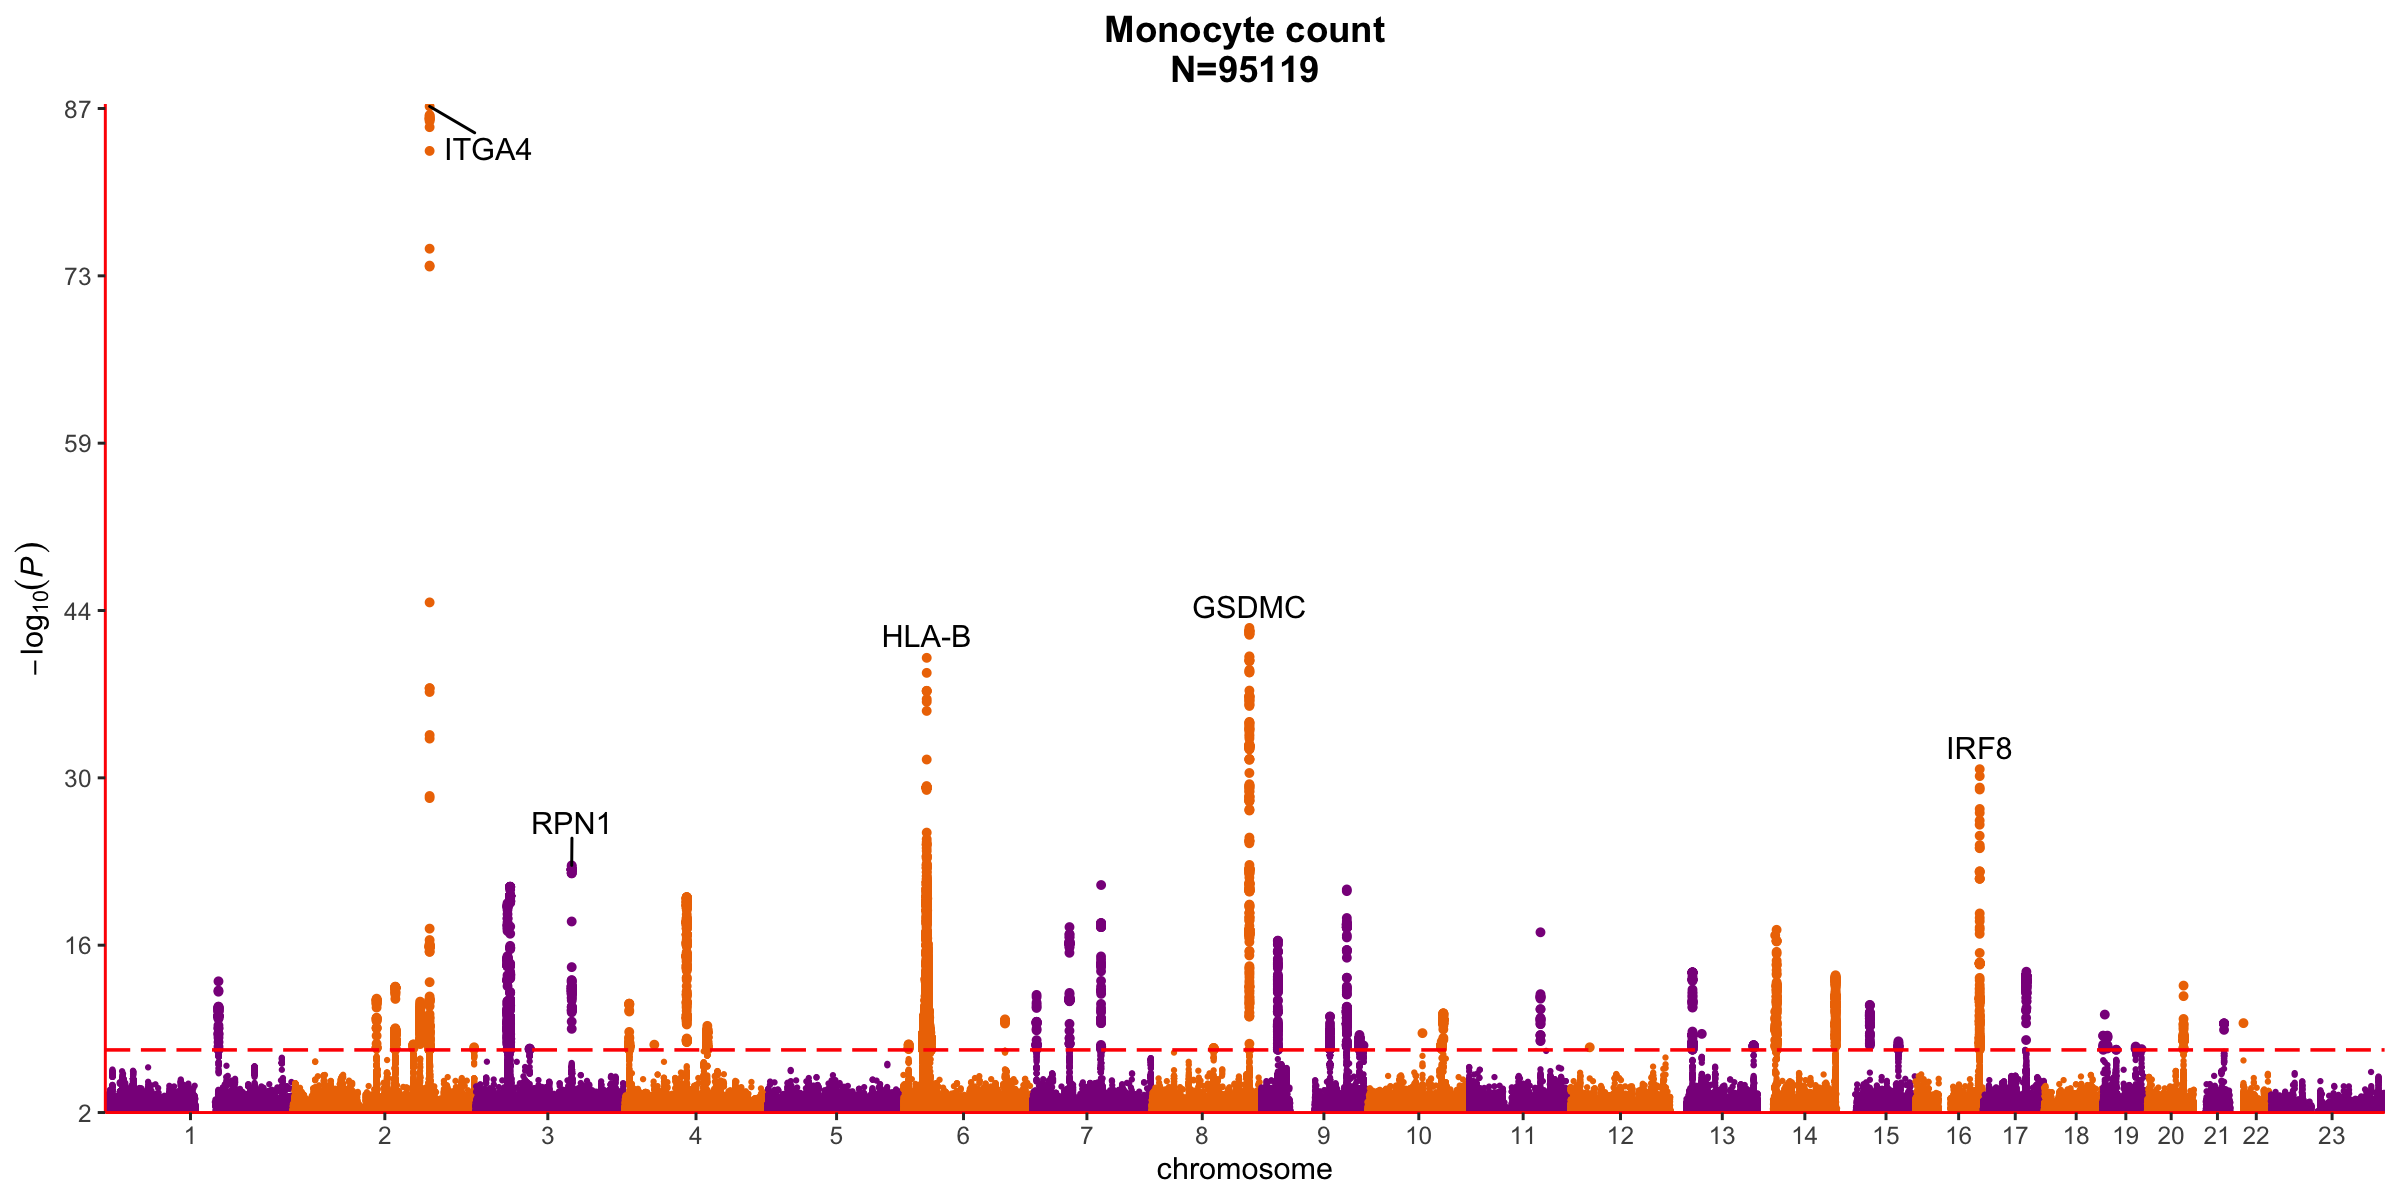 Monocyte count
N=95119
87
ITGA4
73
59
44
GSDMC
HLA-B
30
IRF8
RPN1
16
2
−log10(P)
1 2 3 4 5 6 7 8 9 10 11 12 13 14 15 16 17 18 19 20 21 22 23
chromosome